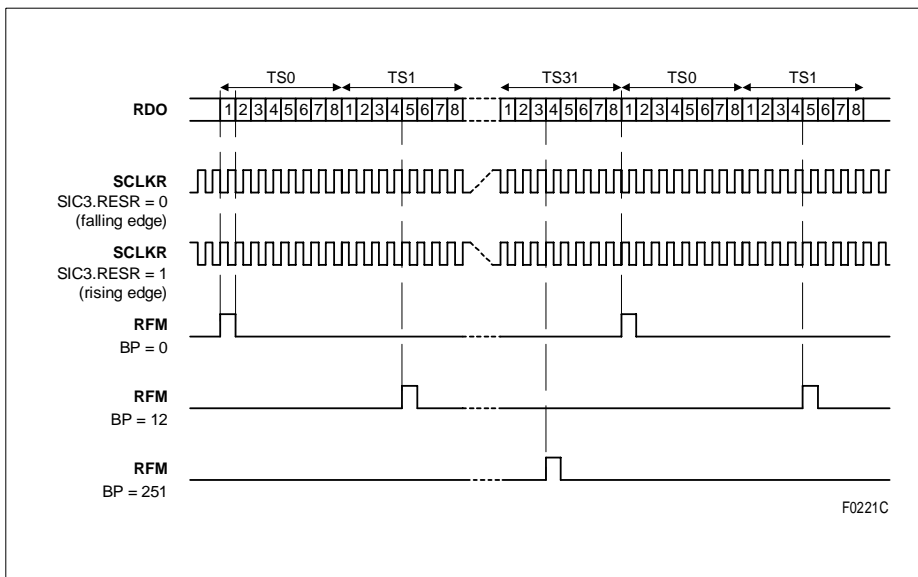 TS0 TS1 TS31 TS0 TS1
RDO 1 2 3 4 5 6 7 8 1 2 3 4 5 6 7 8 1 2 3 4 5 6 7 8 1 2 3 4 5 6 7 8 1 2 3 4 5 6 7 8
SCLKR
SIC3.RESR = 0
(falling edge)
SCLKR
SIC3.RESR = 1
(rising edge)
RFM
BP = 0
RFM
BP = 12
RFM
BP = 251
F0221C